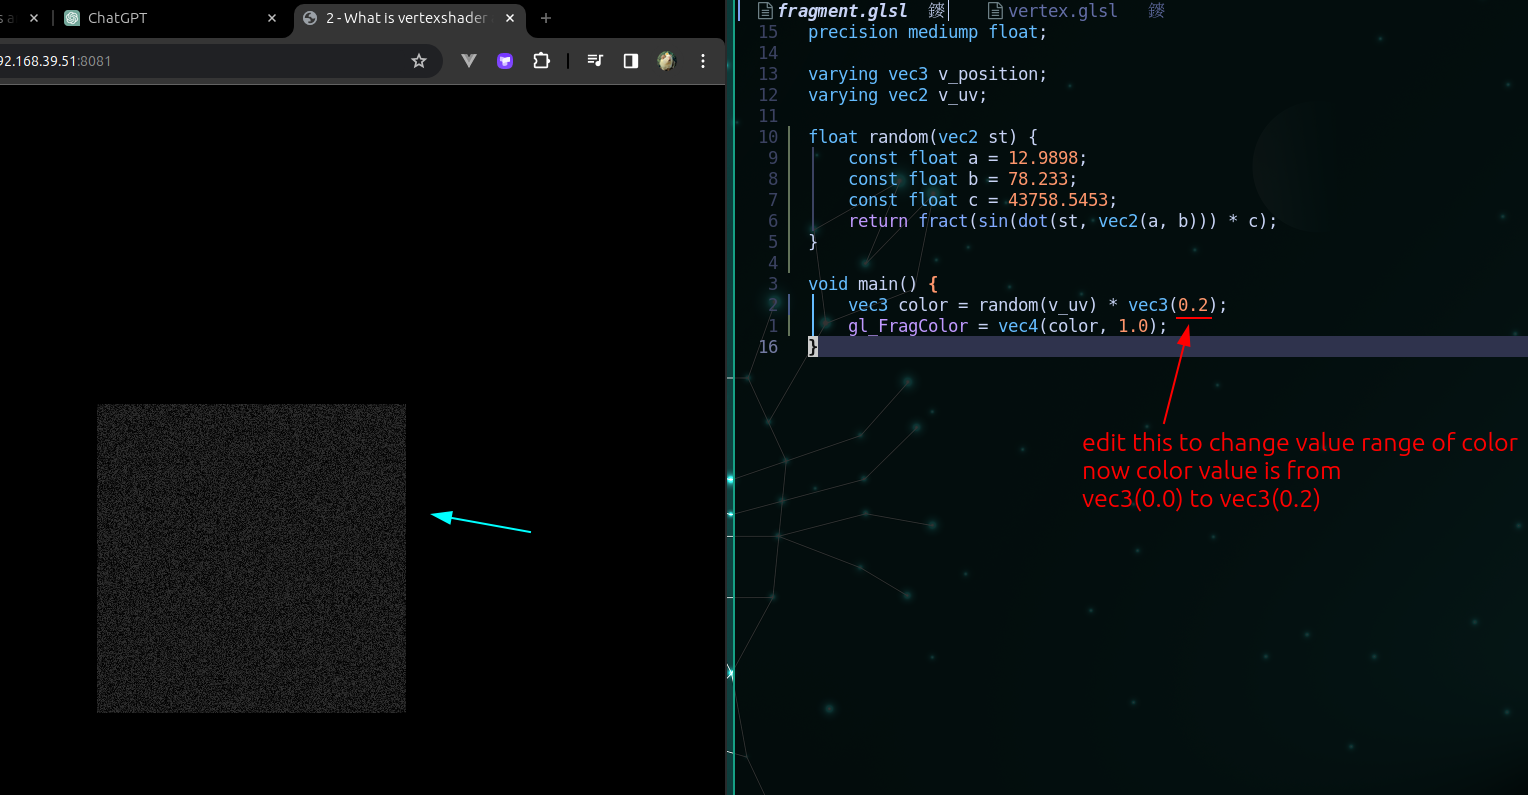 s a
ChatGPT
2 - What is vertexshader
92.168.39.51:8081
fragment.glsl
vertex.glsl
15 precision mediump float;
14
13 varying vec3 v_position;
12 varying vec2 v_uv;
11
10 float random(vec2 st) {
9 const float a = 12.9898;
8 const float b = 78.233;
7 const float c = 43758.5453;
6 return fract(sin(dot(st, vec2(a, b))) * c);
5 }
4
3 void main() {
2 vec3 color = random(v_uv) * vec3(0.2);
1 gl_FragColor = vec4(color, 1.0);
16 }
edit this to change value range of color
now color value is from
vec3(0.0) to vec3(0.2)